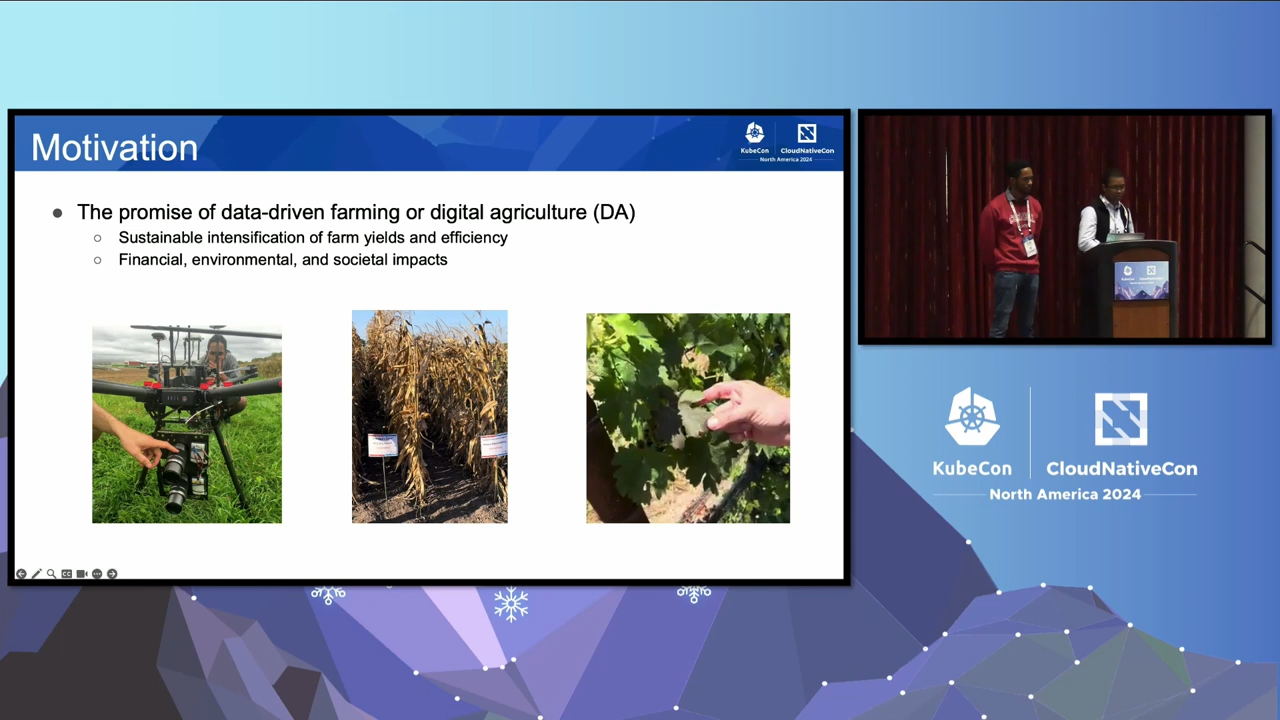 Motivation
KubeCon
CloudNativeCon
North America 2024
The promise of data-driven farming or digital agriculture (DA)
Sustainable intensification of farm yields and efficiency
Financial, environmental, and societal impacts
KubeCon
CloudNativeCon
North America 2024